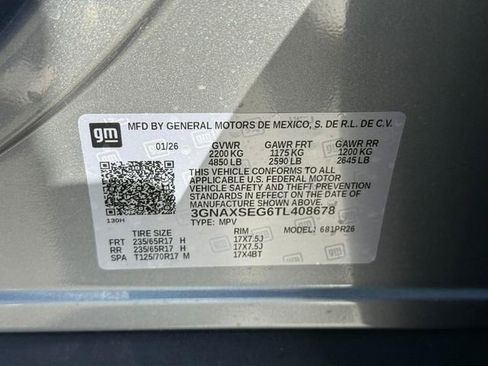 gm MFD BY GENERAL MOTORS DE MEXICO, S. DE R.L. DE C.V.
01/26 GVWR GAWR FRT GAWR RR
2200 KG 1175 KG 1200 KG
4850 LB 2590 LB 2645 LB
THIS VEHICLE CONFORMS TO ALL
APPLICABLE U.S. FEDERAL MOTOR
VEHICLE SAFETY AND THEFT PREVENTION
STANDARDS IN EFFECT ON THE DATE OF
MANUFACTURE SHOWN ABOVE.
3GNAXSEG6TL408678
130H TYPE: MPV MODEL: 681PR26
TIRE SIZE RIM
FRT 235/65R17 H 17X7.5J
RR 235/65R17 H 17X7.5J
SPA T125/70R17 M 17X4BT